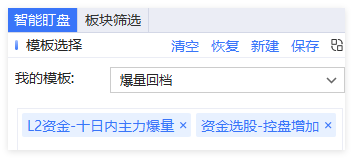 智能盯盘 板块筛选
模板选择 清空 恢复 新建 保存
我的模板: 爆量回档
L2资金-十日内主力爆量 × 资金选股-控盘增加 ×